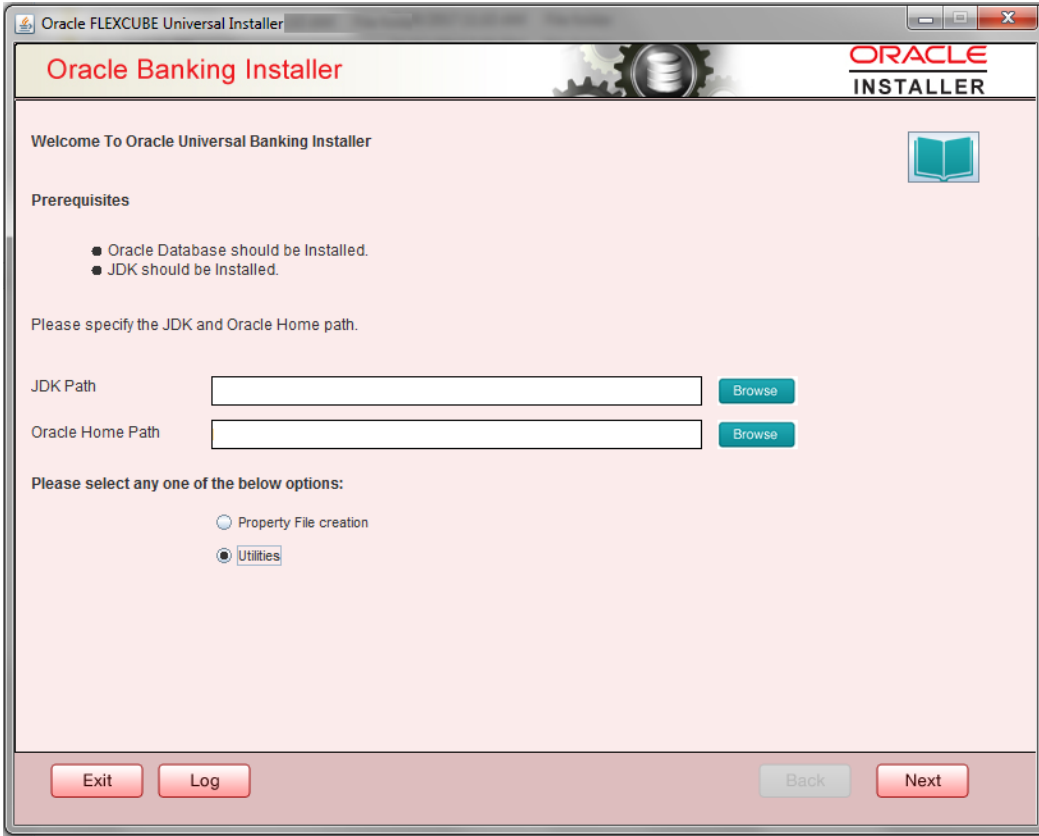 Oracle FLEXCUBE Universal Installer
Oracle Banking Installer
ORACLE
INSTALLER
Welcome To Oracle Universal Banking Installer
Prerequisites
Oracle Database should be Installed.
JDK should be Installed.
Please specify the JDK and Oracle Home path.
JDK Path
Browse
Oracle Home Path
Browse
Please select any one of the below options:
Property File creation
Utilities
Exit
Log
Back
Next